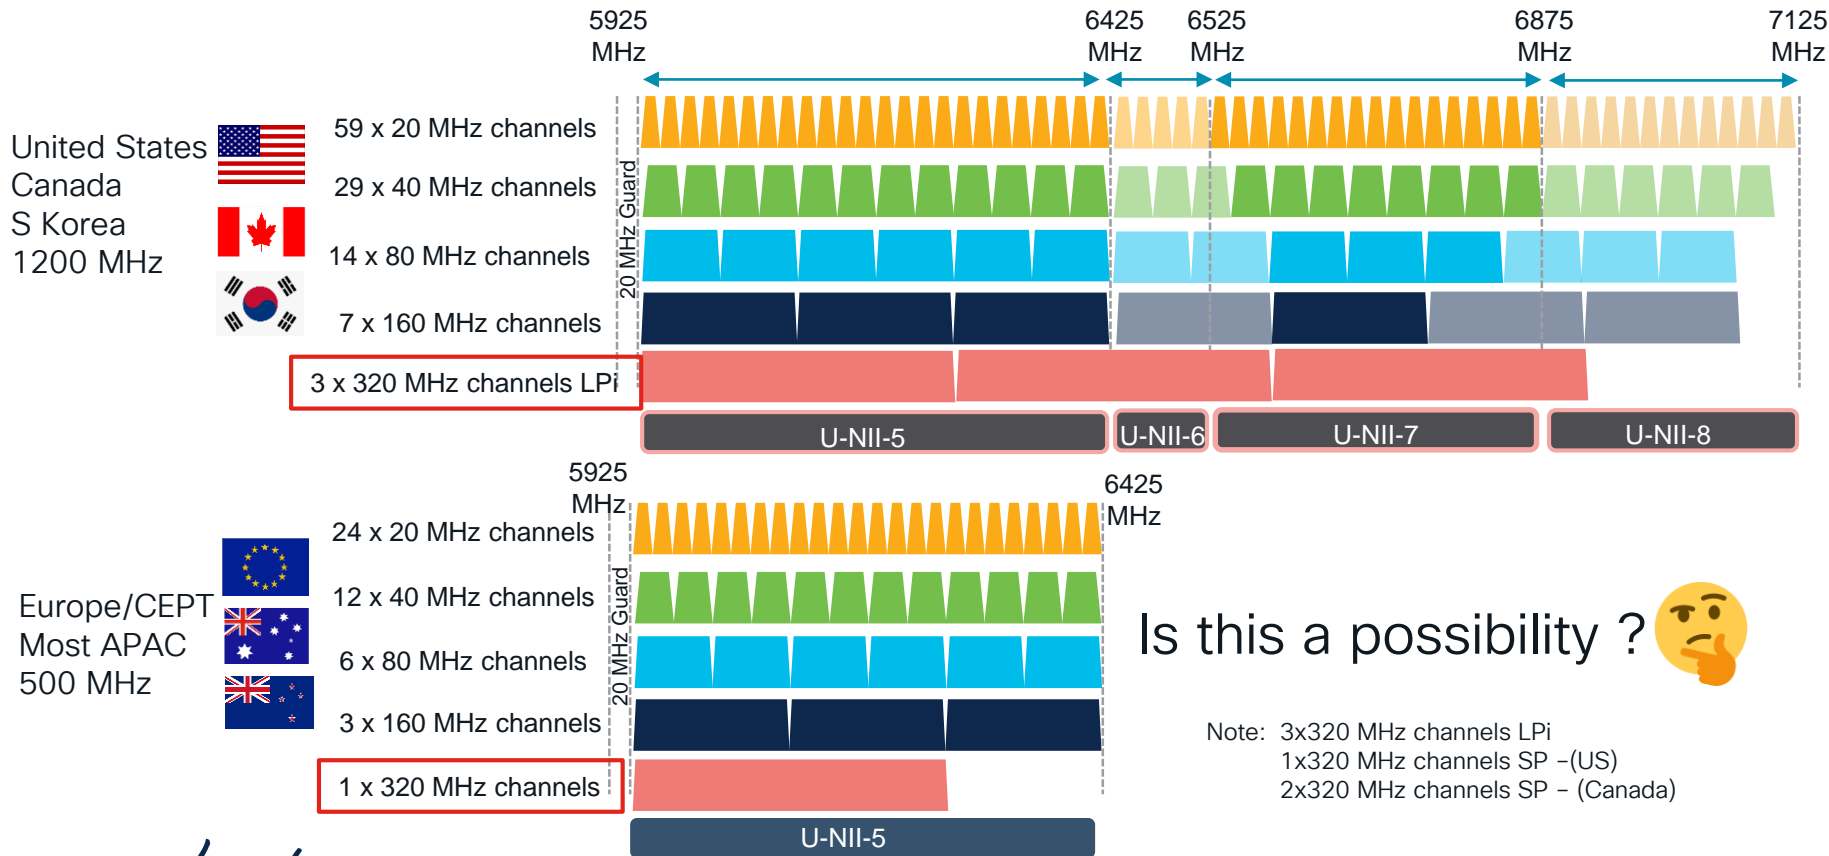 5925
MHz
6425
MHz
6525
MHz
6875
MHz
7125
MHz
United States
Canada
S Korea
1200 MHz
59 x 20 MHz channels
29 x 40 MHz channels
14 x 80 MHz channels
7 x 160 MHz channels
3 x 320 MHz channels LPi
20 MHz Guard
U-NII-5
U-NII-6
U-NII-7
U-NII-8
5925
MHz
6425
MHz
Europe/CEPT
Most APAC
500 MHz
24 x 20 MHz channels
12 x 40 MHz channels
6 x 80 MHz channels
3 x 160 MHz channels
1 x 320 MHz channels
20 MHz Guard
U-NII-5
Is this a possibility ?
Note: 3x320 MHz channels LPi
1x320 MHz channels SP –(US)
2x320 MHz channels SP – (Canada)